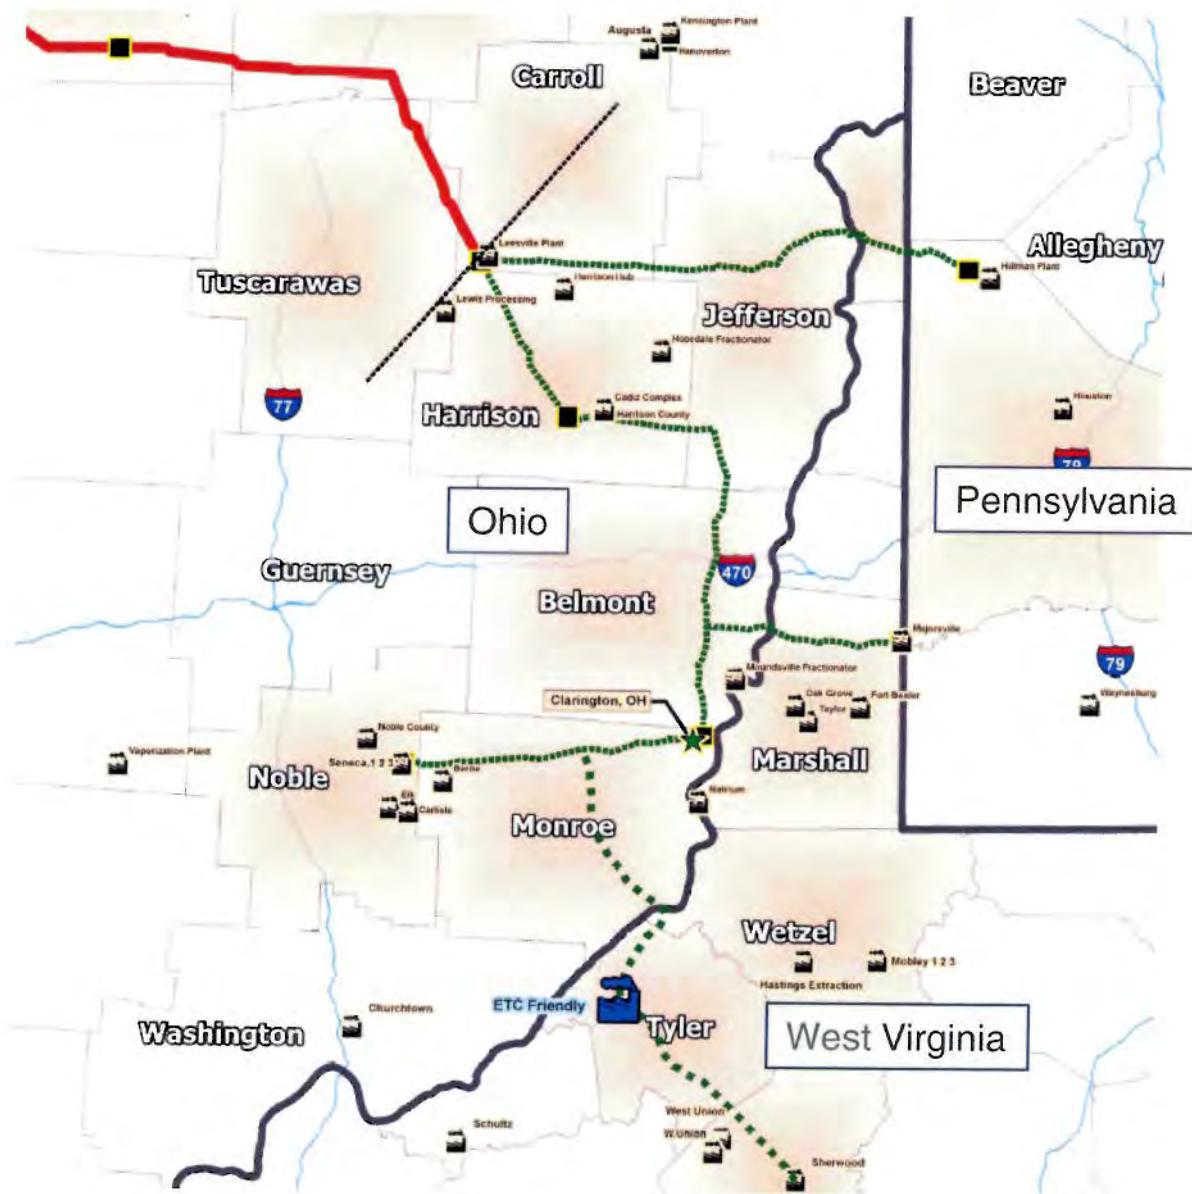 Kensington Plant
Augusta
Hanoverton
Carroll
Beaver
Leesville Plant
Allegheny
Hillman Plant
Tuscarawas
Harrison Hub
Lewis Processing
Jefferson
Hopedale Fractionator
77
Harrison
Cadiz Complex
Harrison County
Houston
79
Ohio
Pennsylvania
Guernsey
470
Belmont
Majorsville
79
Moundsville Fractionator
Clarington, OH
Oak Grove
Fort Beeler
Taylor
Waynesburg
Noble County
Vaporization Plant
Seneca 1 2 3
Berne
Noble
Marshall
Carlisle
Natrium
Monroe
Wetzel
Mobley 1 2 3
Hastings Extraction
ETC Friendly
Churchtown
Washington
Tyler
West Virginia
West Union
Schultz
W.Union
Sherwood